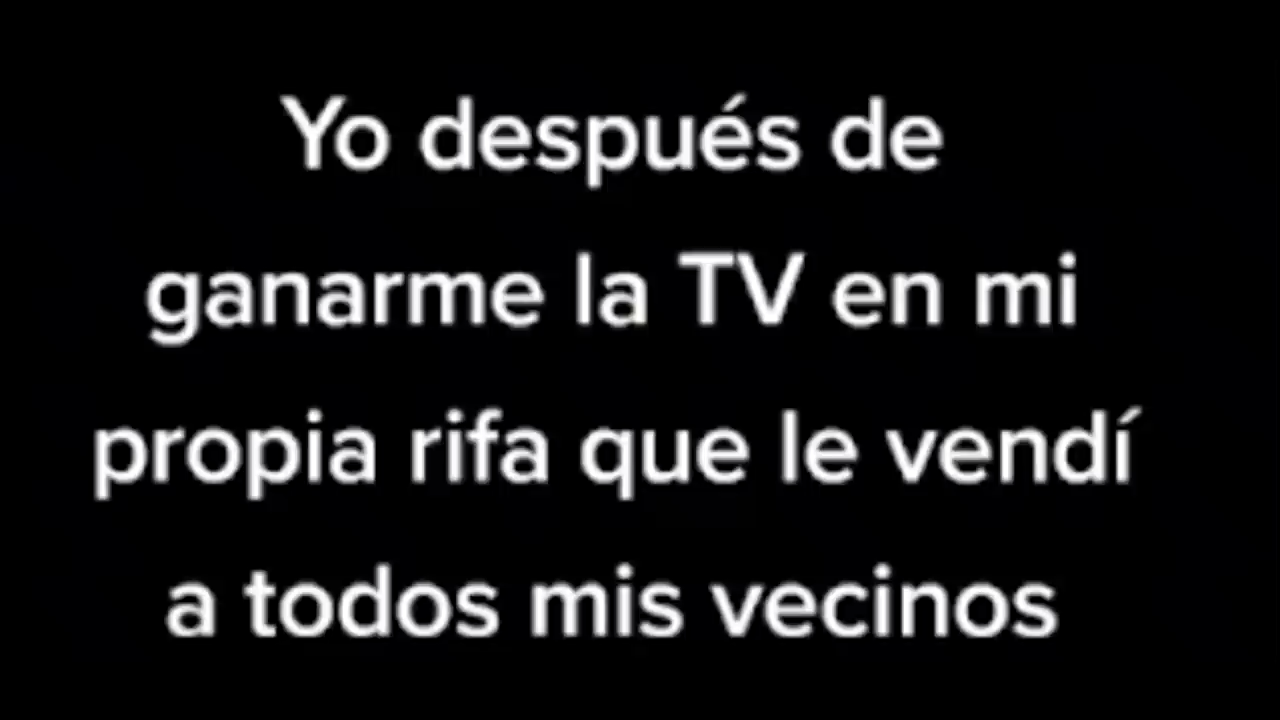 Yo después de
ganarme la TV en mi
propia rifa que le vendí
a todos mis vecinos